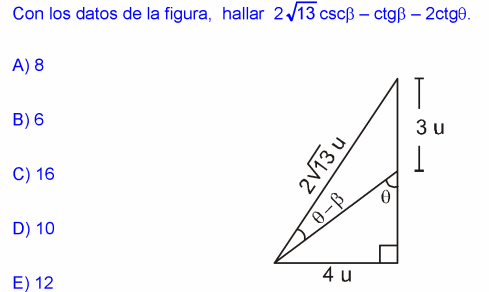 Con los datos de la figura, hallar 2√13 cscβ – ctgβ – 2ctgθ.
A) 8
B) 6
C) 16
D) 10
E) 12
2√13 u
3 u
θ–β
θ
4 u